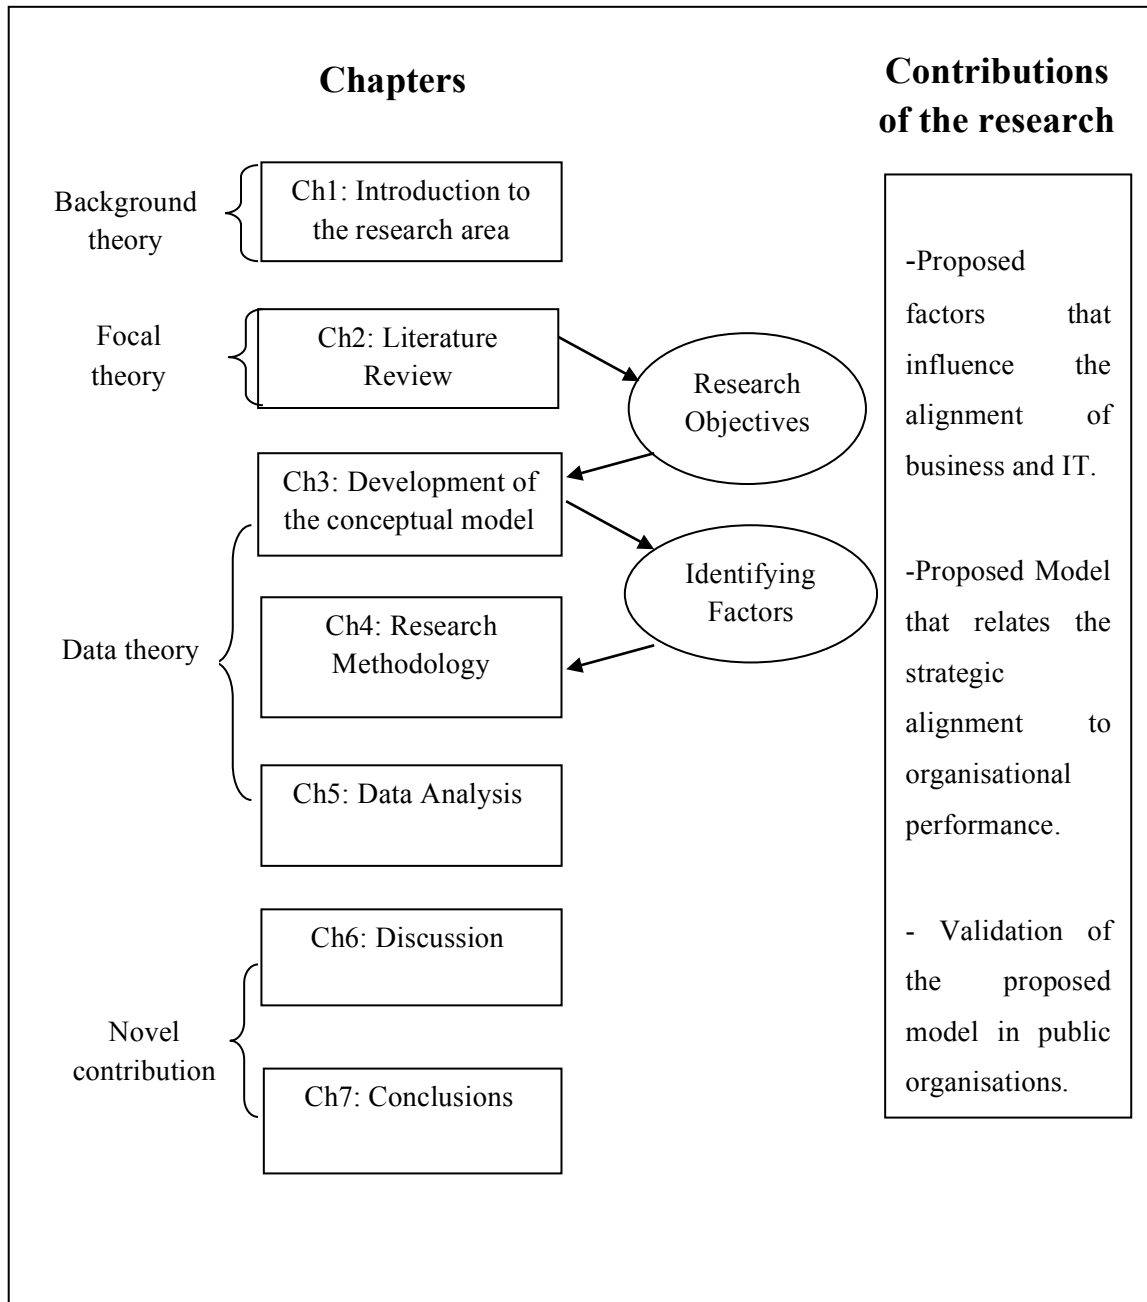 Chapters
Contributions
of the research
Background
theory
Ch1: Introduction to
the research area
Focal
theory
Ch2: Literature
Review
Research
Objectives
Ch3: Development of
the conceptual model
Identifying
Factors
Data theory
Ch4: Research
Methodology
Ch5: Data Analysis
Novel
contribution
Ch6: Discussion
Ch7: Conclusions
-Proposed
factors that
influence the
alignment of
business and IT.
-Proposed Model
that relates the
strategic
alignment to
organisational
performance.
- Validation of
the proposed
model in public
organisations.